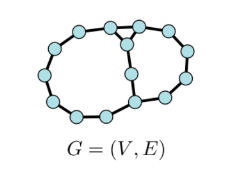 G = (V, E)